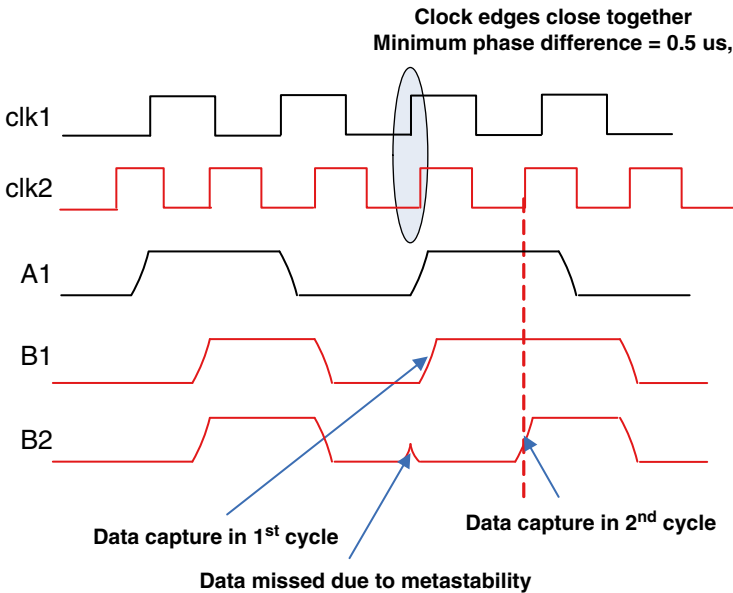 Clock edges close together
Minimum phase difference = 0.5 us,
clk1
clk2
A1
B1
B2
Data capture in 1st cycle
Data capture in 2nd cycle
Data missed due to metastability